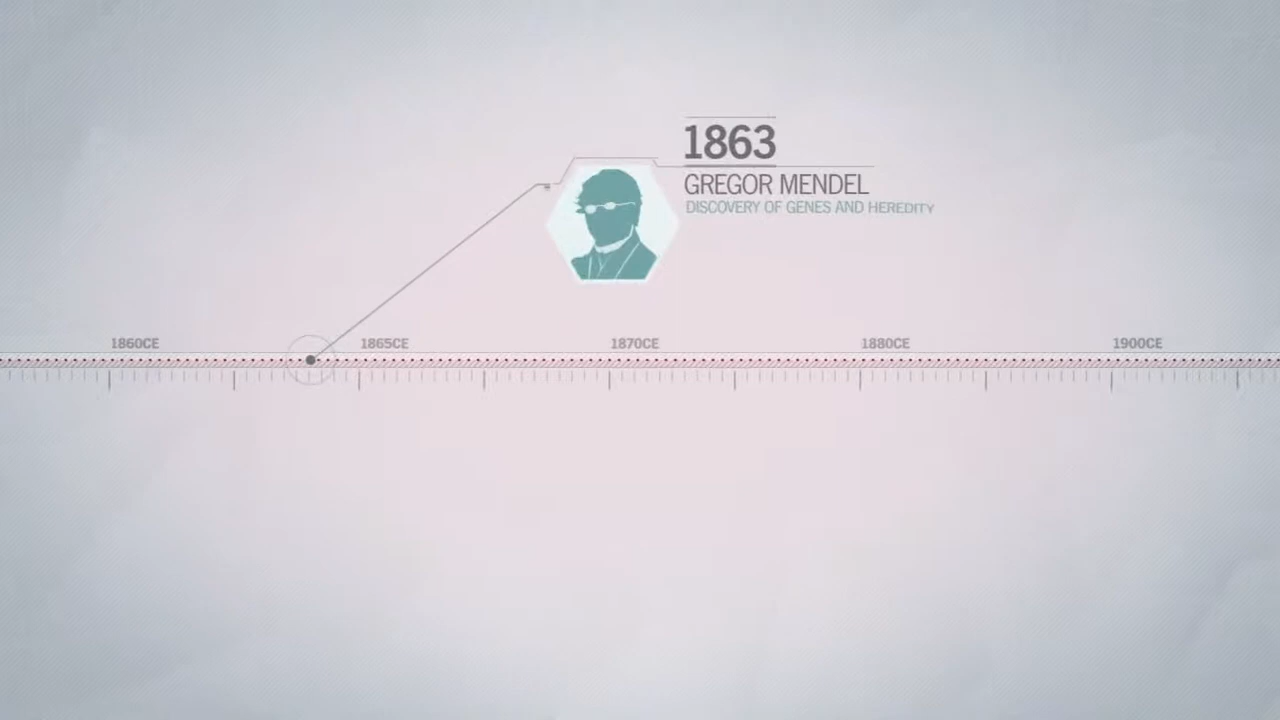 1863
GREGOR MENDEL
DISCOVERY OF GENES AND HEREDITY
1860CE
1865CE
1870CE
1880CE
1900CE